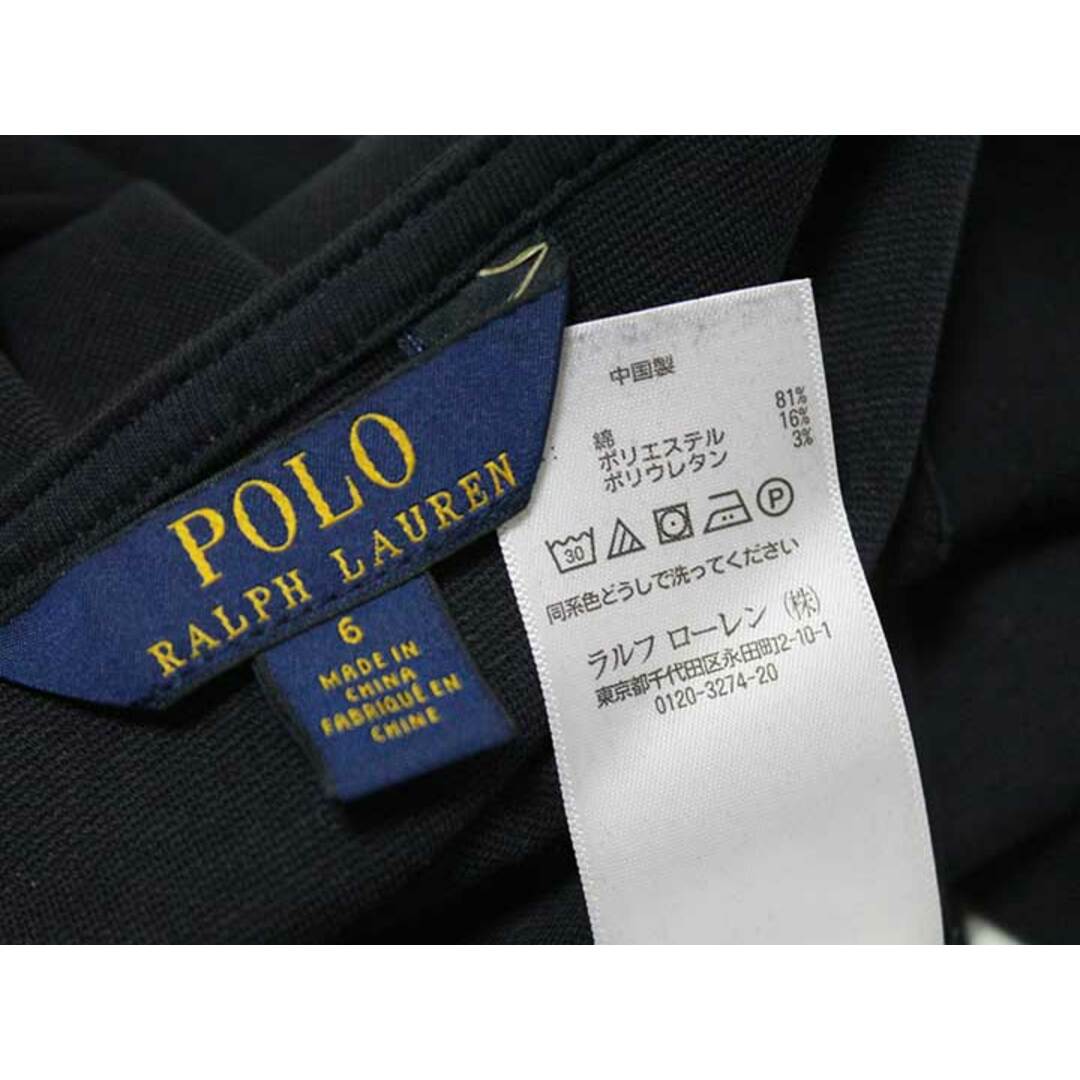 POLO
RALPH LAUREN
6
MADE IN
CHINA
FABRIQUÉ EN
CHINE
中国製
綿 81%
ポリエステル 16%
ポリウレタン 3%
30 P
同系色どうしで洗ってください
ラルフ ローレン (株)
東京都千代田区永田町2-10-1
0120-3274-20